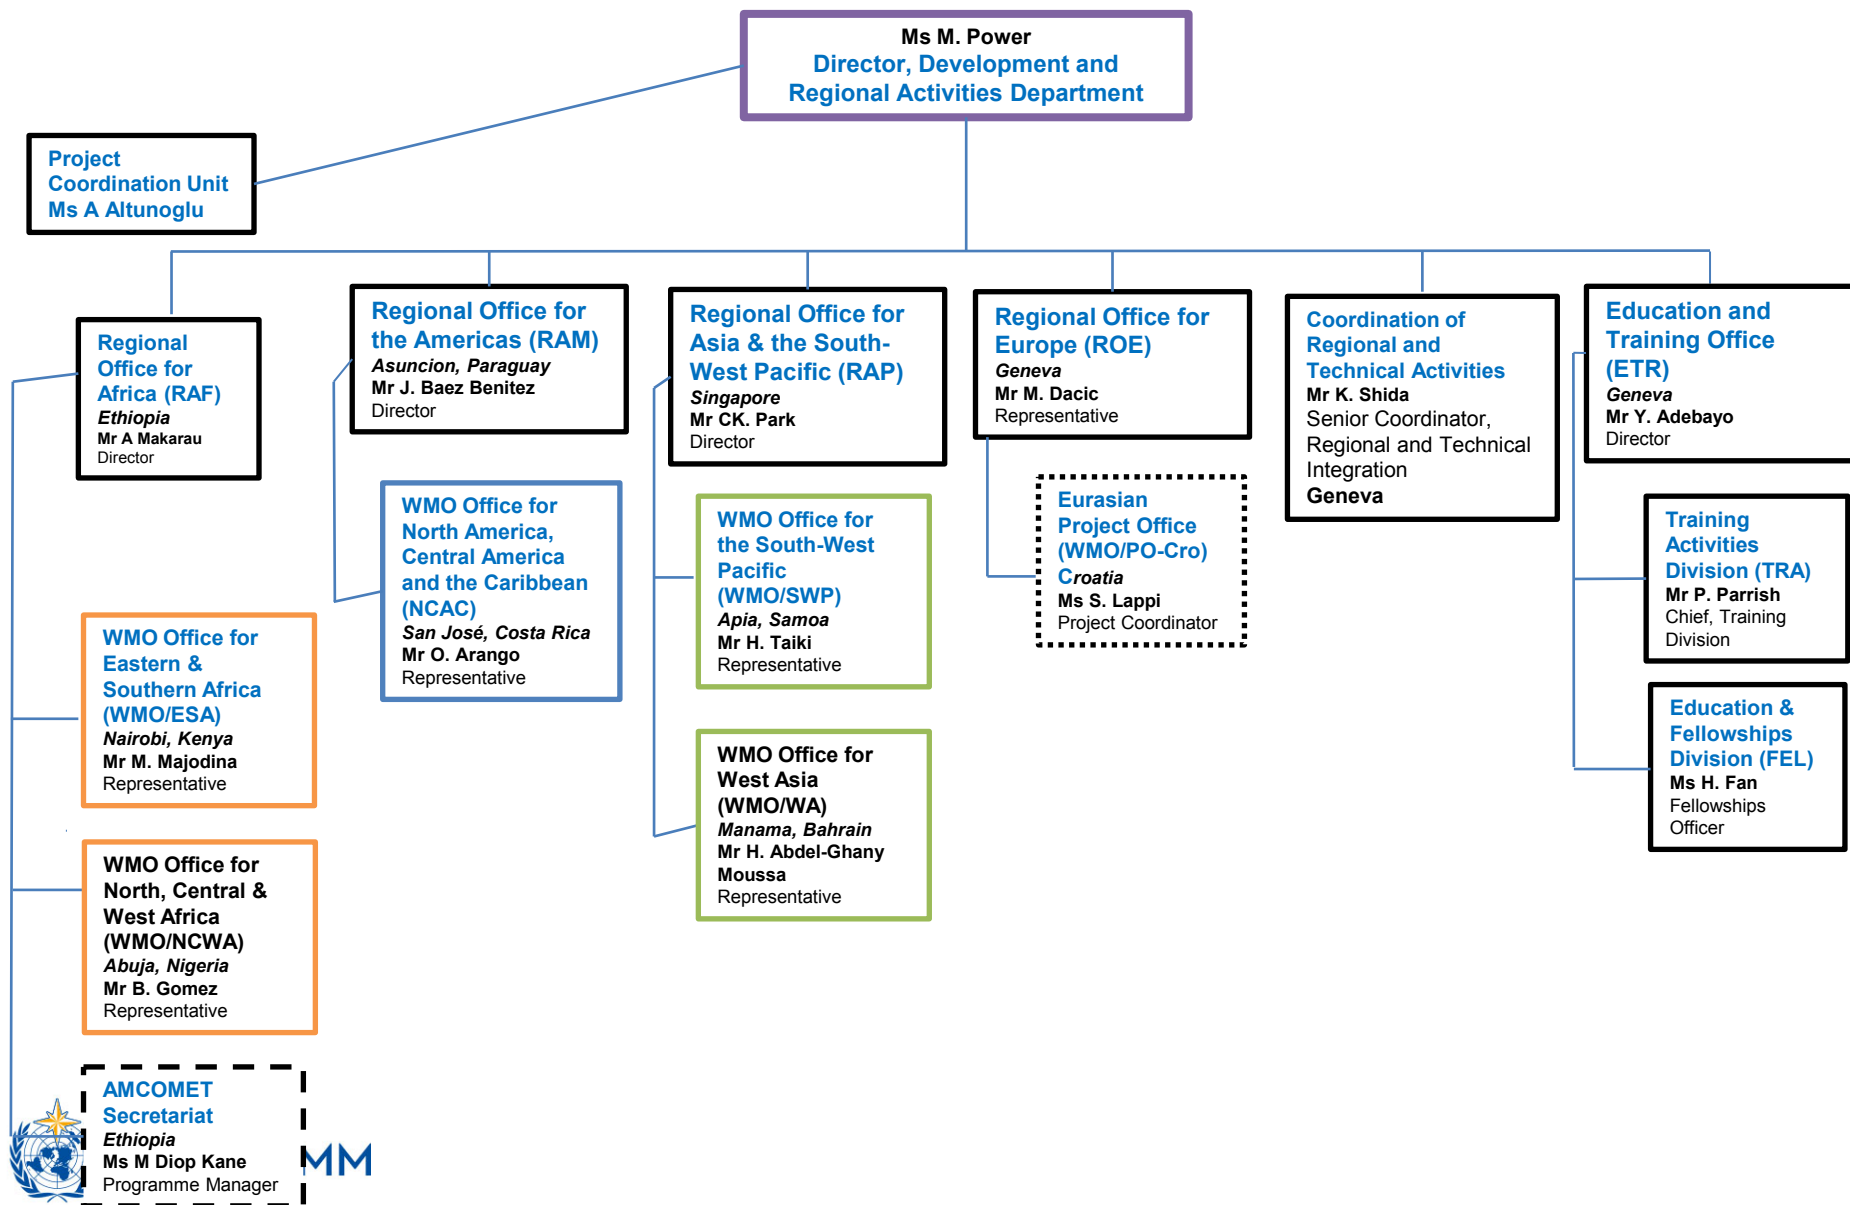 Ms M. Power
Director, Development and
Regional Activities Department
Project
Coordination Unit
Ms A Altunoglu
Regional
Office for
Africa (RAF)
Ethiopia
Mr A Makarau
Director
Regional Office for
the Americas (RAM)
Asuncion, Paraguay
Mr J. Baez Benitez
Director
Regional Office for
Asia & the South-
West Pacific (RAP)
Singapore
Mr CK. Park
Director
Regional Office for
Europe (ROE)
Geneva
Mr M. Dacic
Representative
Coordination of
Regional and
Technical Activities
Mr K. Shida
Senior Coordinator,
Regional and Technical
Integration
Geneva
Education and
Training Office
(ETR)
Geneva
Mr Y. Adebayo
Director
WMO Office for
North America,
Central America
and the Caribbean
(NCAC)
San José, Costa Rica
Mr O. Arango
Representative
WMO Office for
the South-West
Pacific
(WMO/SWP)
Apia, Samoa
Mr H. Taiki
Representative
Eurasian
Project Office
(WMO/PO-Cro)
Croatia
Ms S. Lappi
Project Coordinator
Training
Activities
Division (TRA)
Mr P. Parrish
Chief, Training
Division
WMO Office for
Eastern &
Southern Africa
(WMO/ESA)
Nairobi, Kenya
Mr M. Majodina
Representative
WMO Office for
West Asia
(WMO/WA)
Manama, Bahrain
Mr H. Abdel-Ghany
Moussa
Representative
Education &
Fellowships
Division (FEL)
Ms H. Fan
Fellowships
Officer
WMO Office for
North, Central &
West Africa
(WMO/NCWA)
Abuja, Nigeria
Mr B. Gomez
Representative
AMCOMET
Secretariat
Ethiopia
Ms M Diop Kane
Programme Manager
MM